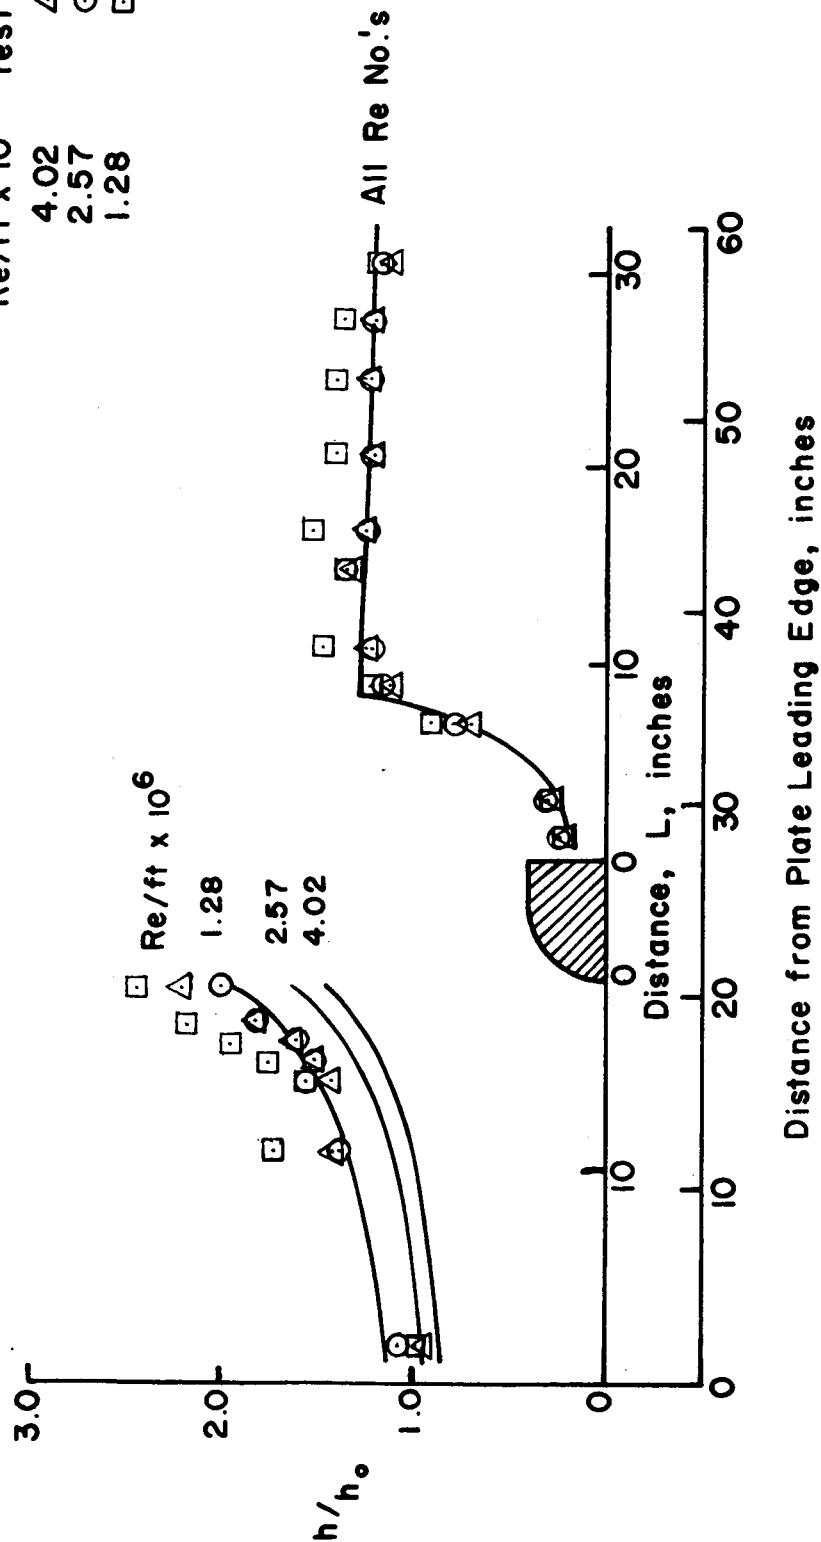 Re/ft x 10
4.02
2.57
1.28
3.0
2.0
1.0
0
h/h₀
Re/ft x 10⁶
1.28
2.57
4.02
All Re No.'s
10 0 0 10 20 30
Distance, L, inches
0 10 20 30 40 50 60
Distance from Plate Leading Edge, inches